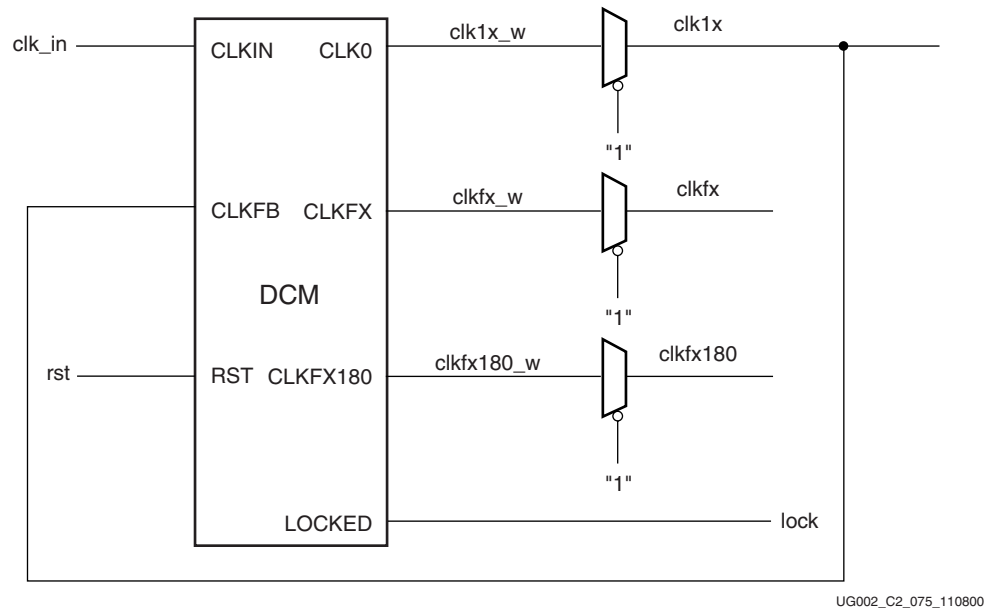 clk_in
CLKIN
CLK0
clk1x_w
clk1x
"1"
CLKFB
CLKFX
clkfx_w
clkfx
"1"
DCM
rst
RST
CLKFX180
clkfx180_w
clkfx180
"1"
LOCKED
lock
UG002_C2_075_110800